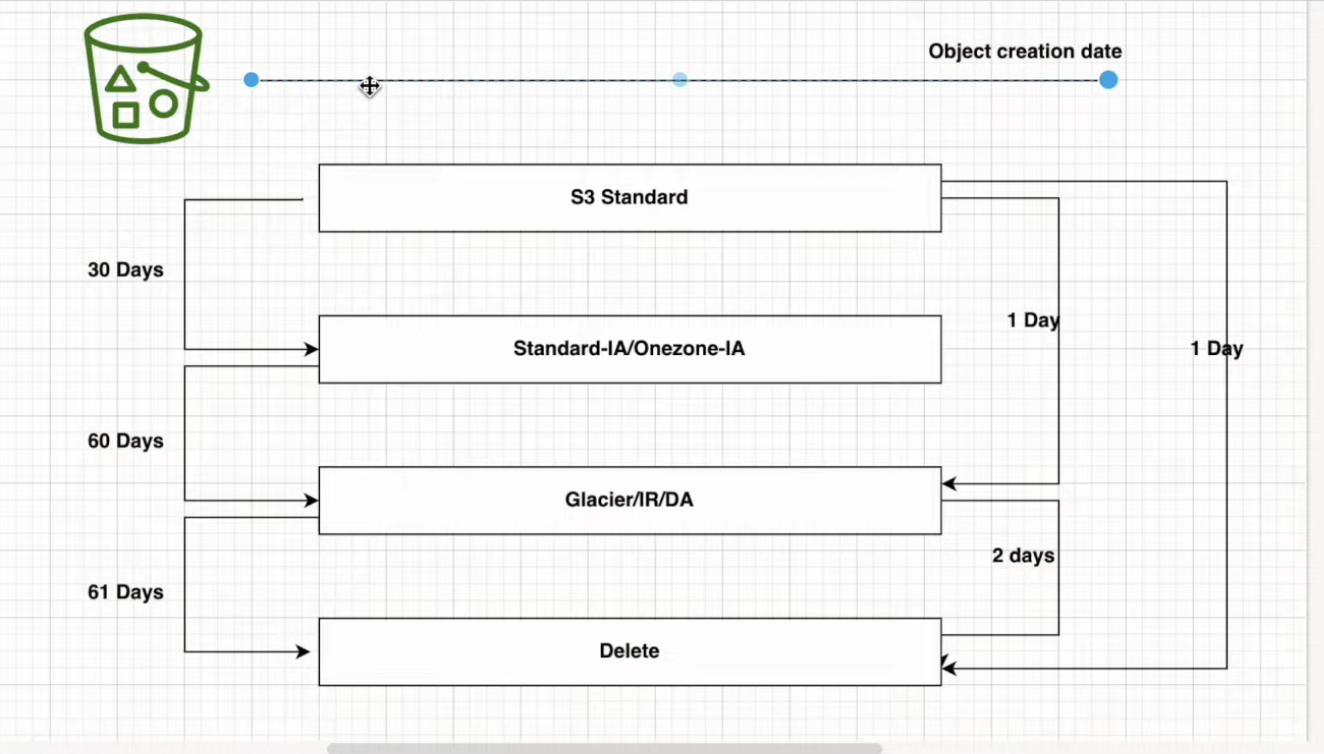 Object creation date
S3 Standard
30 Days
1 Day
1 Day
Standard-IA/Onezone-IA
60 Days
Glacier/IR/DA
2 days
61 Days
Delete